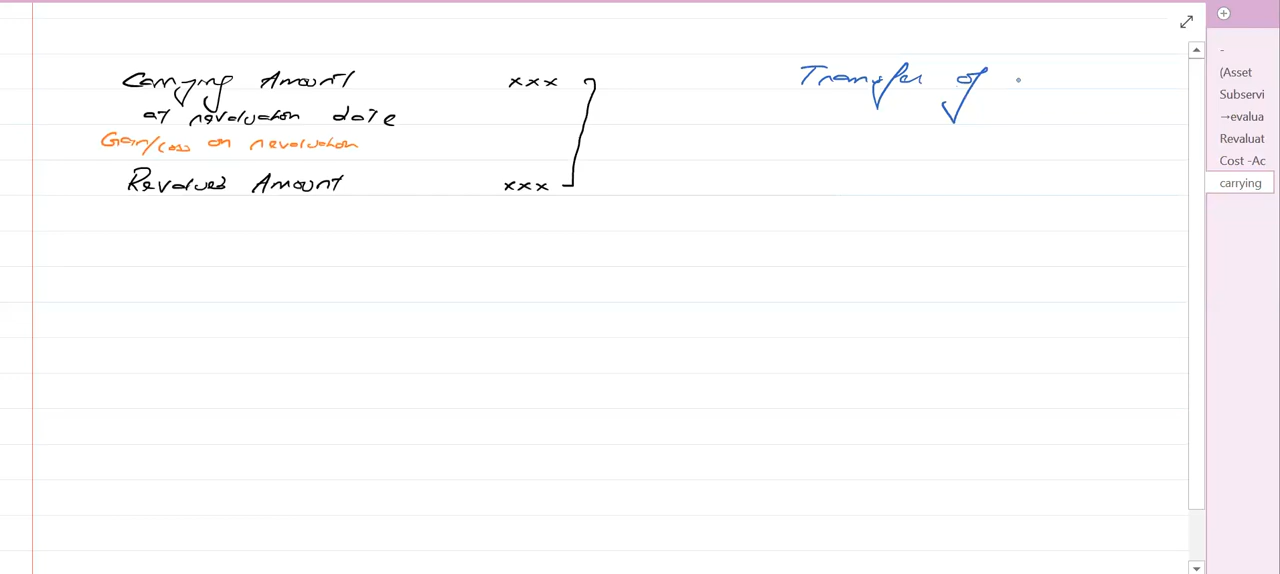 Carrying Amount xxx
at revaluation date
Gain/Loss on revaluation
Revalued Amount xxx
Transfer of
-
(Asset
Subservi
→evalua
Revaluat
Cost -Ac
carrying